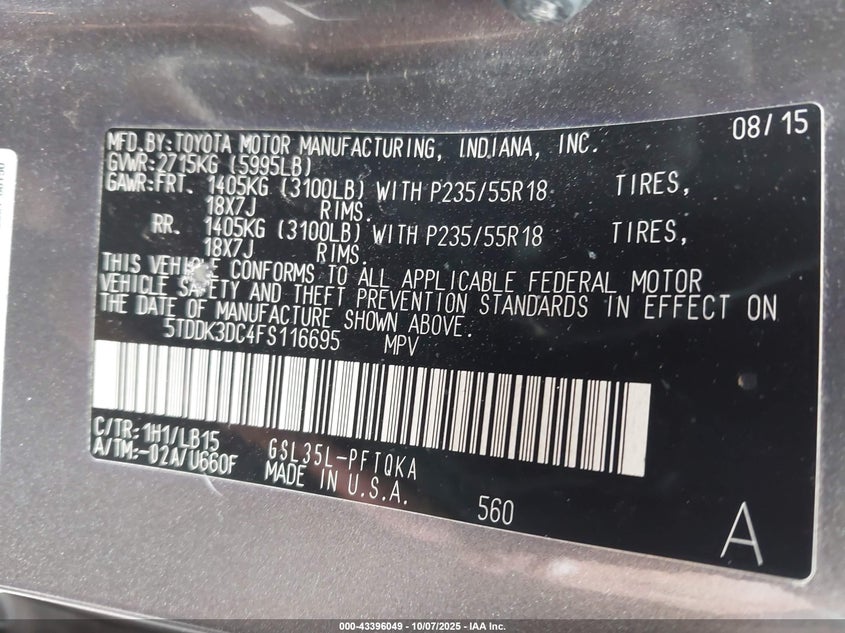 08/15
MFD.BY:TOYOTA MOTOR MANUFACTURING, INDIANA, INC.
GVWR:2715KG (5995LB)
GAWR:FRT. 1405KG (3100LB) WITH P235/55R18 TIRES,
18X7J RIMS.
RR. 1405KG (3100LB) WITH P235/55R18 TIRES,
18X7J RIMS.
THIS VEHICLE CONFORMS TO ALL APPLICABLE FEDERAL MOTOR
VEHICLE SAFETY AND THEFT PREVENTION STANDARDS IN EFFECT ON
THE DATE OF MANUFACTURE SHOWN ABOVE.
5TDDK3DC4FS116695 MPV
C/TR:1H1/LB15 GSL35L-PFTQKA
A/TM:-02A/U660F MADE IN U.S.A.
560
A
000-43396049 - 10/07/2025 - IAA Inc.